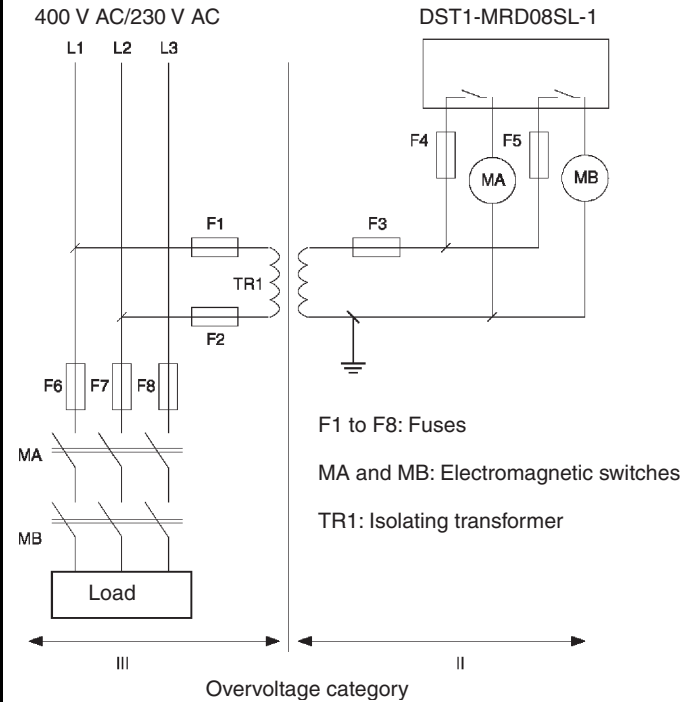 400 V AC/230 V AC
DST1-MRD08SL-1
L1 L2 L3
F4
F5
MA
MB
F1
F3
TR1
F2
F6 F7 F8
F1 to F8: Fuses
MA
MA and MB: Electromagnetic switches
TR1: Isolating transformer
MB
Load
III
II
Overvoltage category